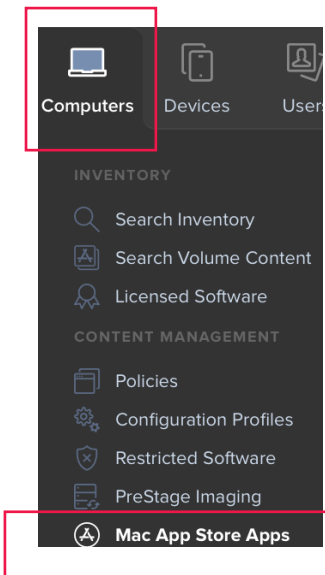 Computers Devices Users
INVENTORY
Search Inventory
Search Volume Content
Licensed Software
CONTENT MANAGEMENT
Policies
Configuration Profiles
Restricted Software
PreStage Imaging
Mac App Store Apps